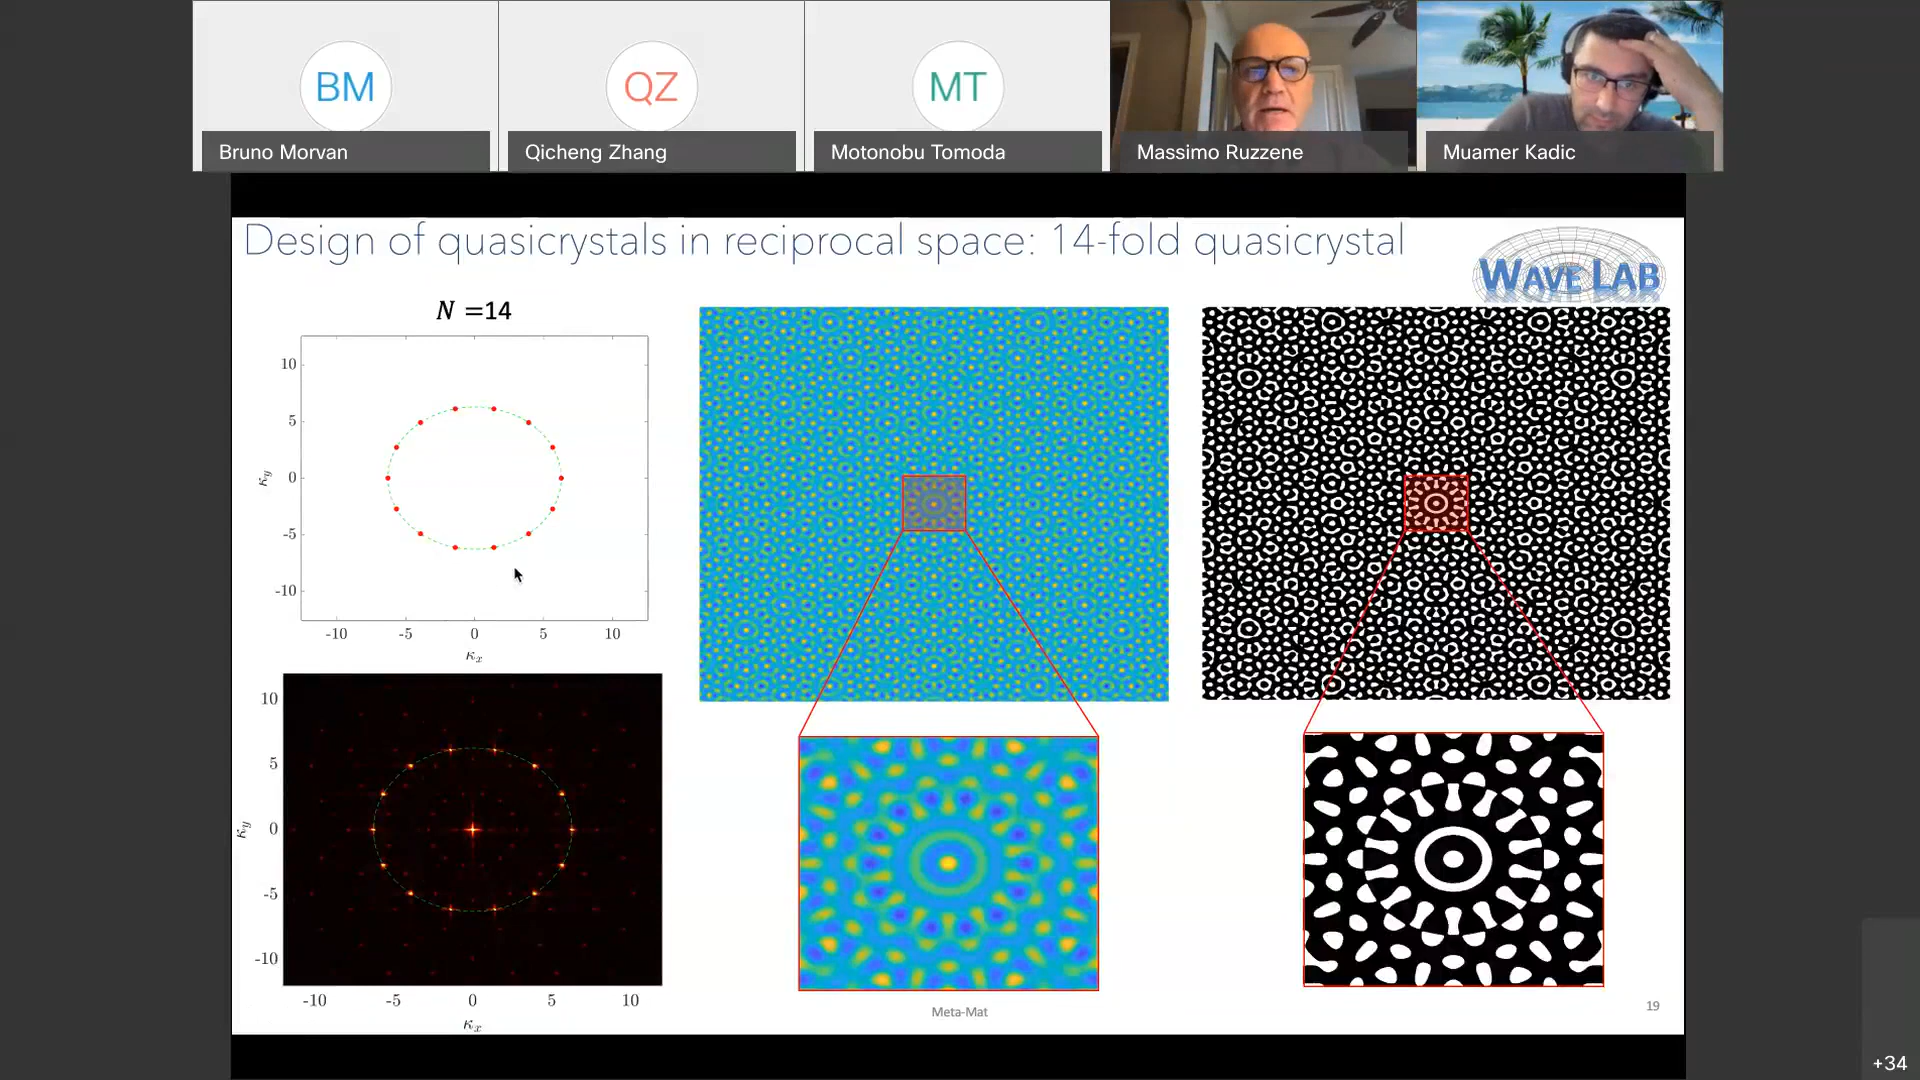 BM
QZ
MT
Bruno Morvan
Qicheng Zhang
Motonobu Tomoda
Massimo Ruzzene
Muamer Kadic
Design of quasicrystals in reciprocal space: 14-fold quasicrystal
WAVE LAB
N =14
10
5
0
-5
-10
κy
-10 -5 0 5 10
κx
10
5
0
-5
-10
κy
-10 -5 0 5 10
κx
Meta-Mat
19
+34